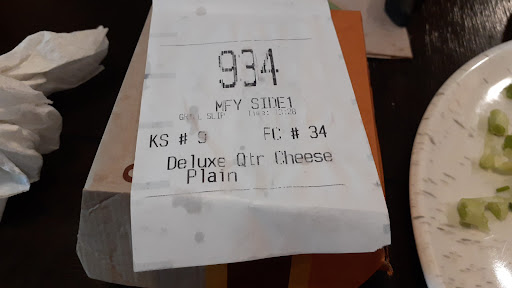 934
MFY SIDE1
KS # 9 FC # 34
Deluxe Qtr Cheese
Plain